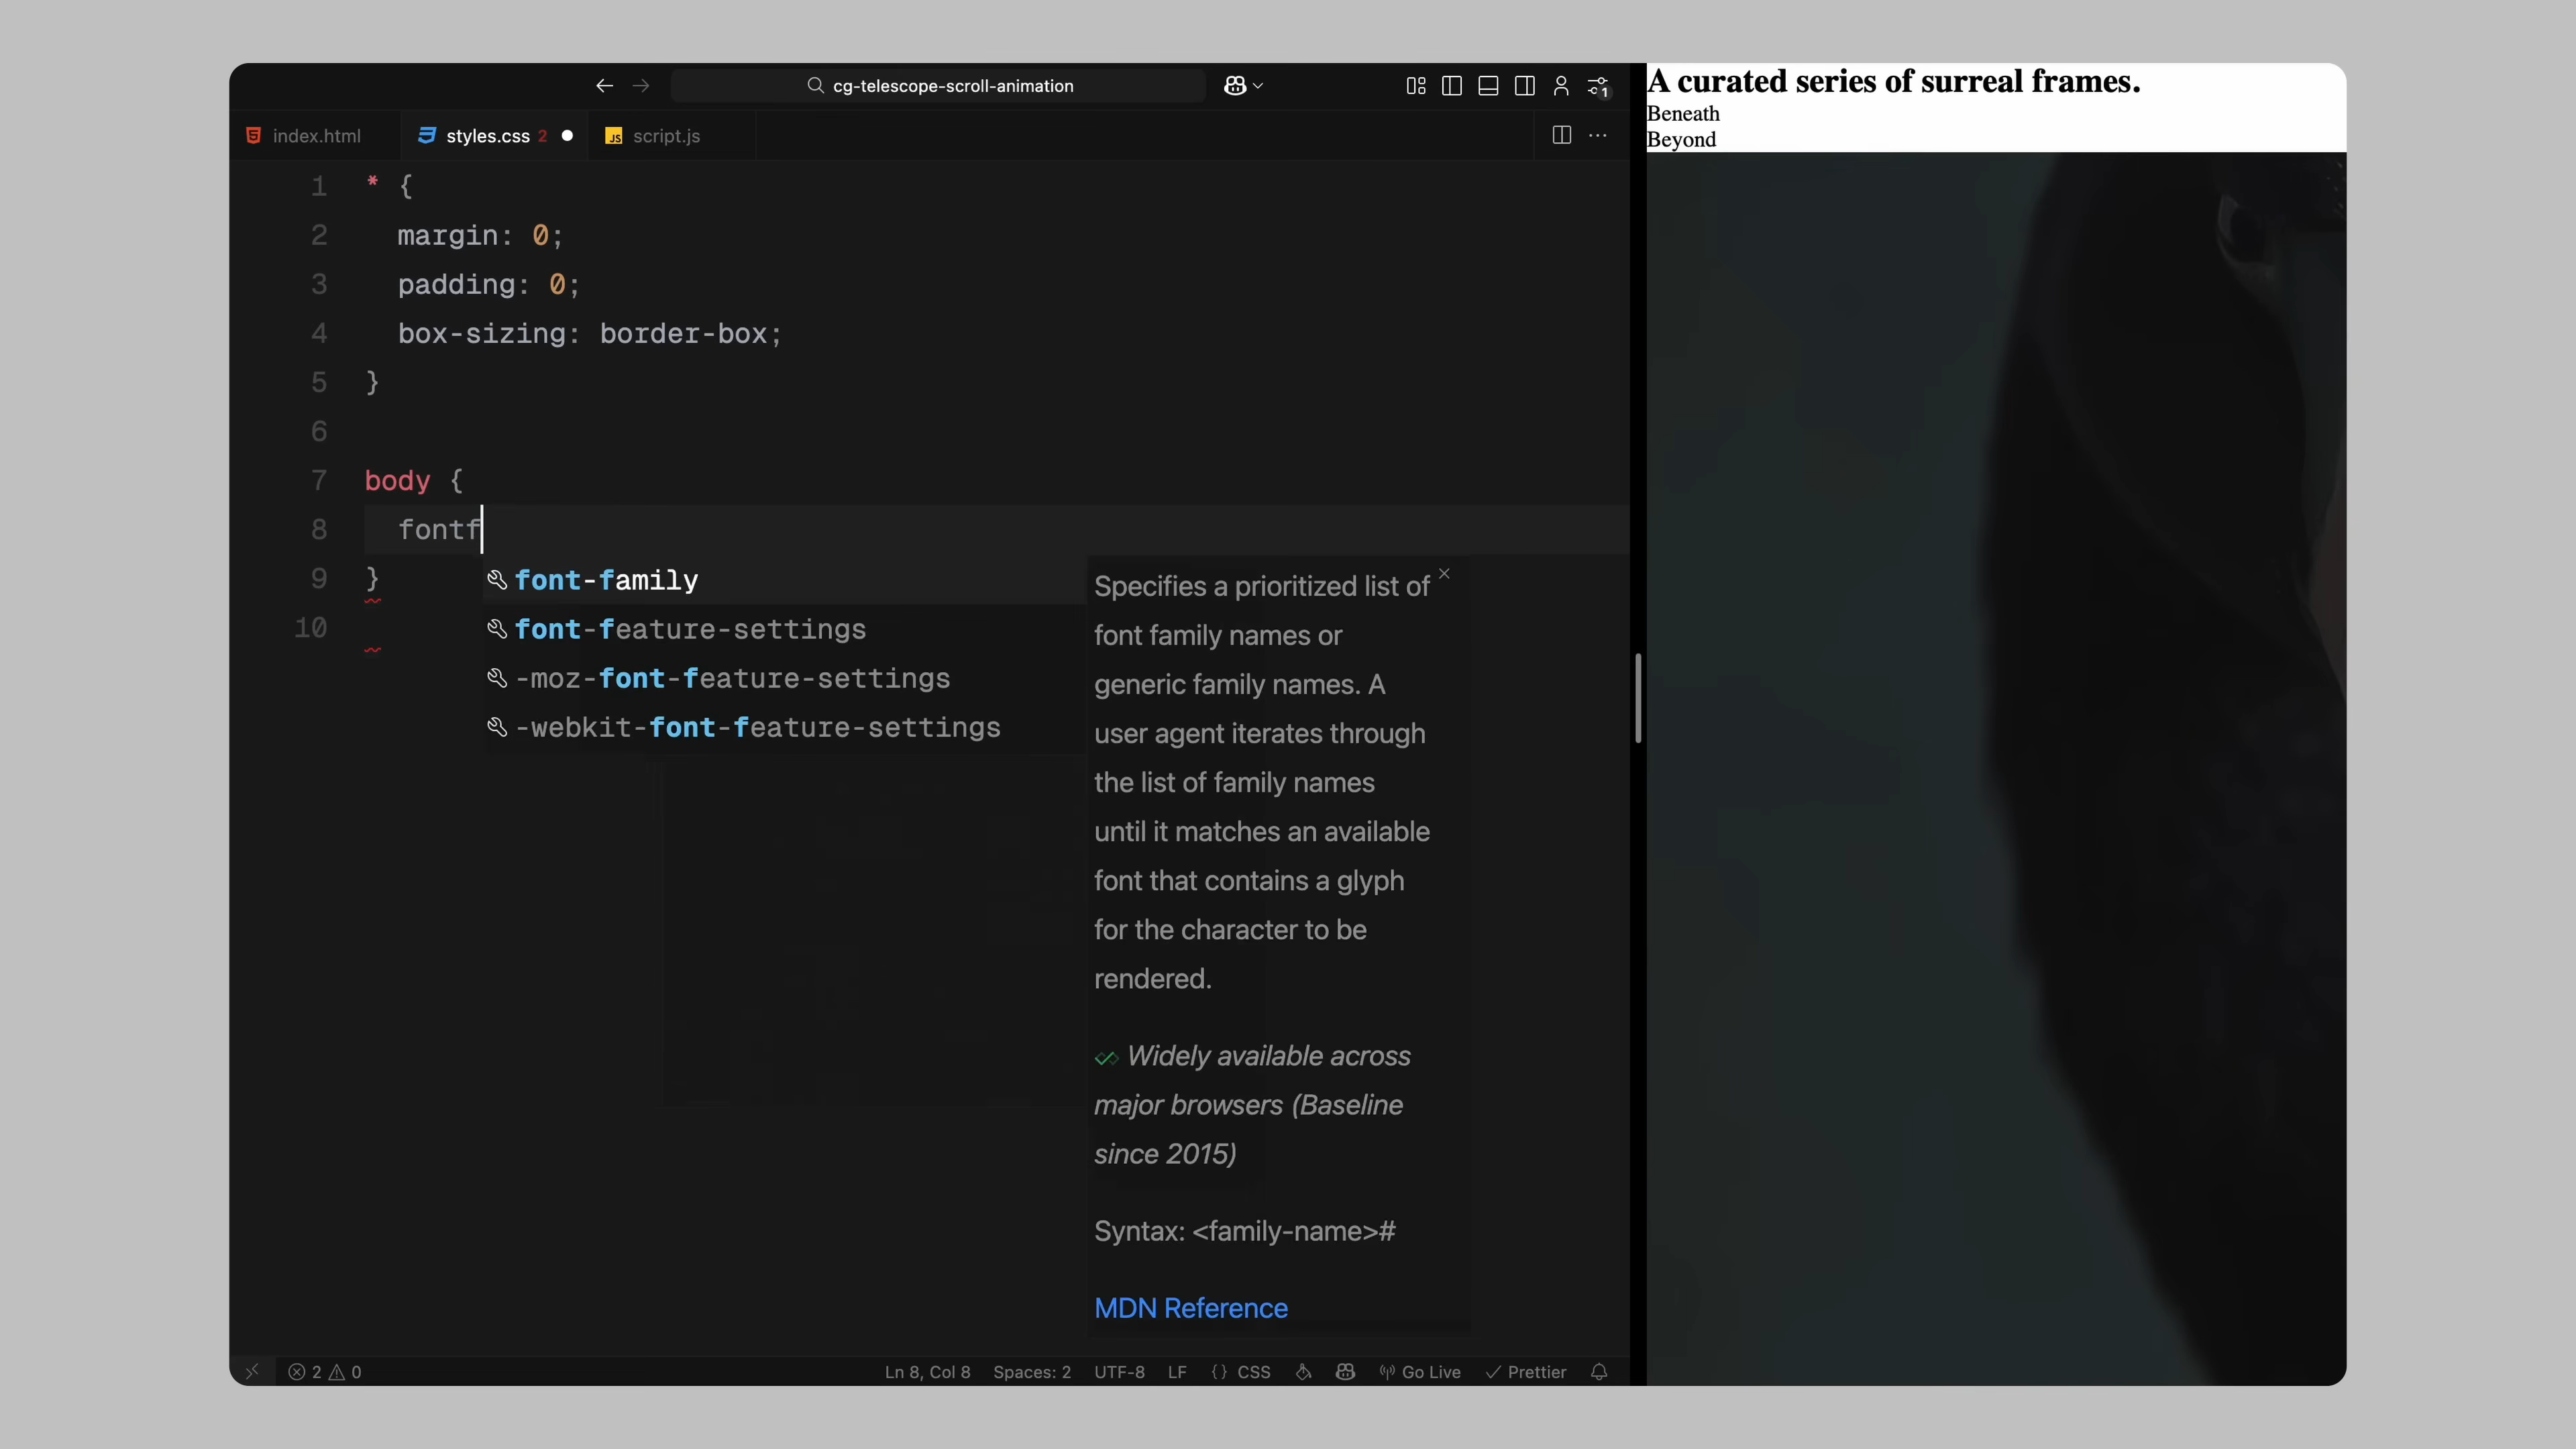 cg-telescope-scroll-animation
1
index.html
styles.css 2
script.js
1 * {
2 margin: 0;
3 padding: 0;
4 box-sizing: border-box;
5 }
6
7 body {
8 fontf
9 }
10
font-family
font-feature-settings
-moz-font-feature-settings
-webkit-font-feature-settings
Specifies a prioritized list of
font family names or
generic family names. A
user agent iterates through
the list of family names
until it matches an available
font that contains a glyph
for the character to be
rendered.
Widely available across
major browsers (Baseline
since 2015)
Syntax: <family-name>#
MDN Reference
2 0 Ln 8, Col 8 Spaces: 2 UTF-8 LF {} CSS Go Live Prettier
A curated series of surreal frames.
Beneath
Beyond